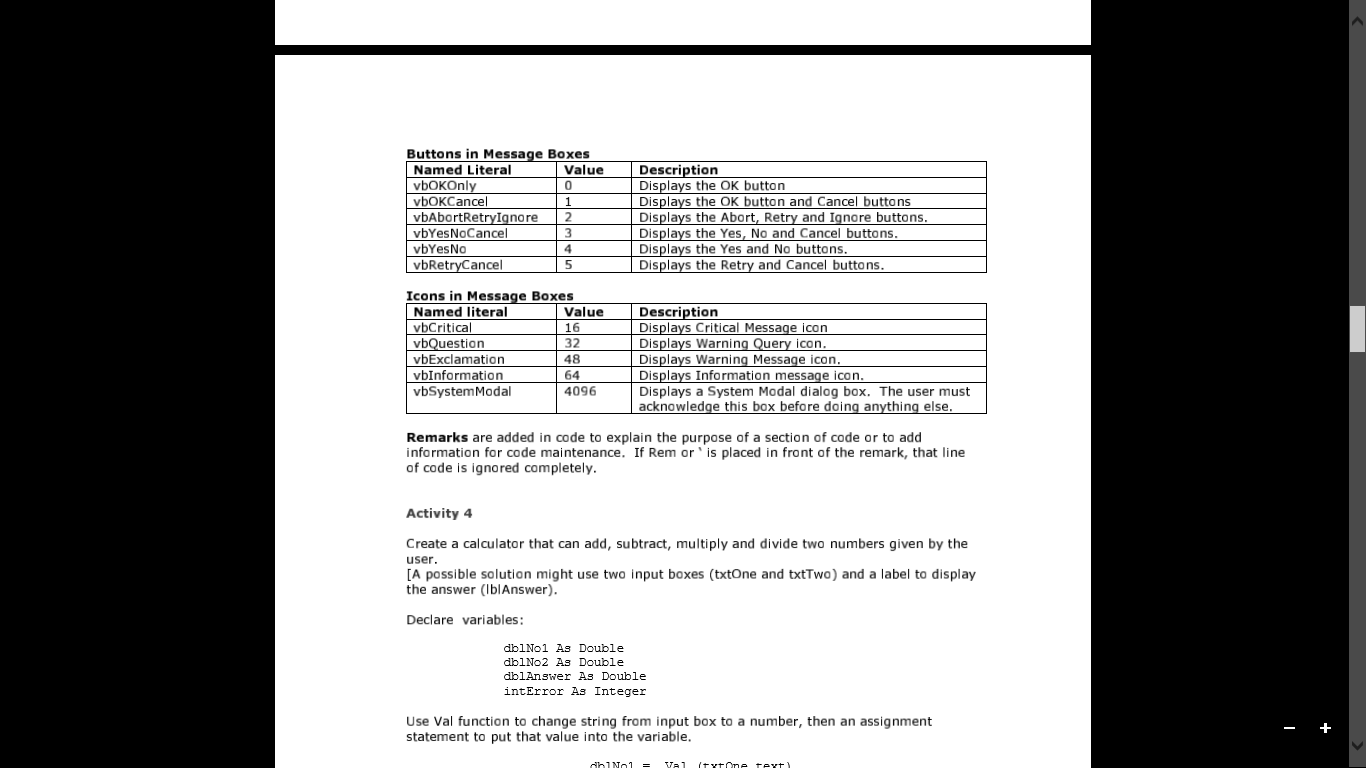 Buttons in Message Boxes
Named Literal Value Description
vbOKOnly 0 Displays the OK button
vbOKCancel 1 Displays the OK button and Cancel buttons
vbAbortRetryIgnore 2 Displays the Abort, Retry and Ignore buttons.
vbYesNoCancel 3 Displays the Yes, No and Cancel buttons.
vbYesNo 4 Displays the Yes and No buttons.
vbRetryCancel 5 Displays the Retry and Cancel buttons.
Icons in Message Boxes
Named literal Value Description
vbCritical 16 Displays Critical Message icon
vbQuestion 32 Displays Warning Query icon.
vbExclamation 48 Displays Warning Message icon.
vbInformation 64 Displays Information message icon.
vbSystemModal 4096 Displays a System Modal dialog box. The user must
acknowledge this box before doing anything else.
Remarks are added in code to explain the purpose of a section of code or to add
information for code maintenance. If Rem or ‘ is placed in front of the remark, that line
of code is ignored completely.
Activity 4
Create a calculator that can add, subtract, multiply and divide two numbers given by the
user.
[A possible solution might use two input boxes (txtOne and txtTwo) and a label to display
the answer (lblAnswer).
Declare variables:
dblNo1 As Double
dblNo2 As Double
dblAnswer As Double
intError As Integer
Use Val function to change string from input box to a number, then an assignment
statement to put that value into the variable.
dblNo1 = Val (txtOne.text)